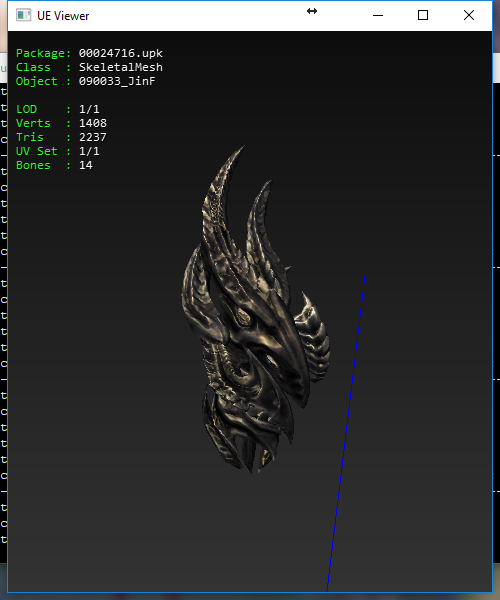 UE Viewer
Package: 00024716.upk
Class : SkeletalMesh
Object : 090033_JinF
LOD : 1/1
Verts : 1408
Tris : 2237
UV Set : 1/1
Bones : 14